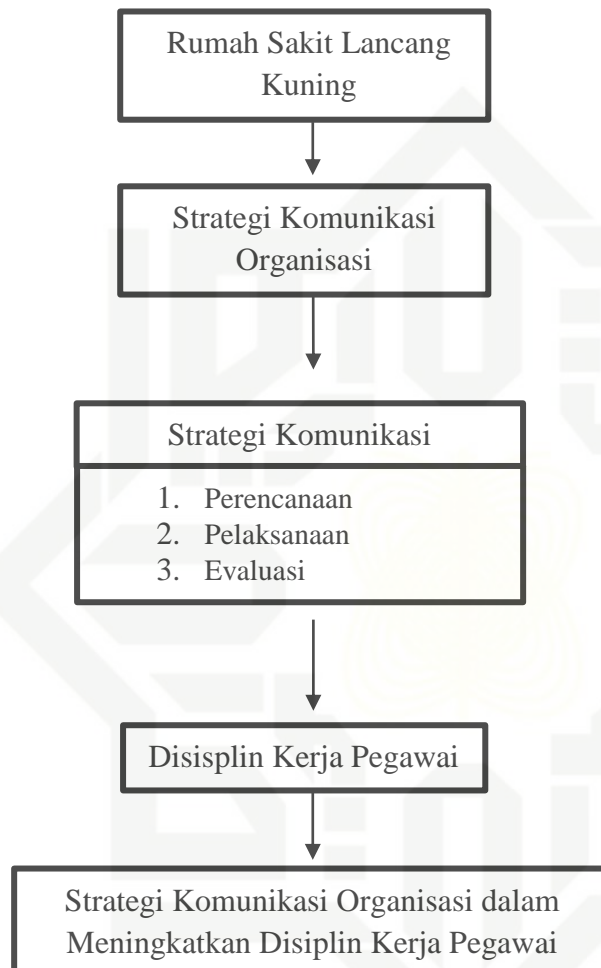 Rumah Sakit Lancang
Kuning
Strategi Komunikasi
Organisasi
Strategi Komunikasi
1. Perencanaan
2. Pelaksanaan
3. Evaluasi
Disisplin Kerja Pegawai
Strategi Komunikasi Organisasi dalam
Meningkatkan Disiplin Kerja Pegawai